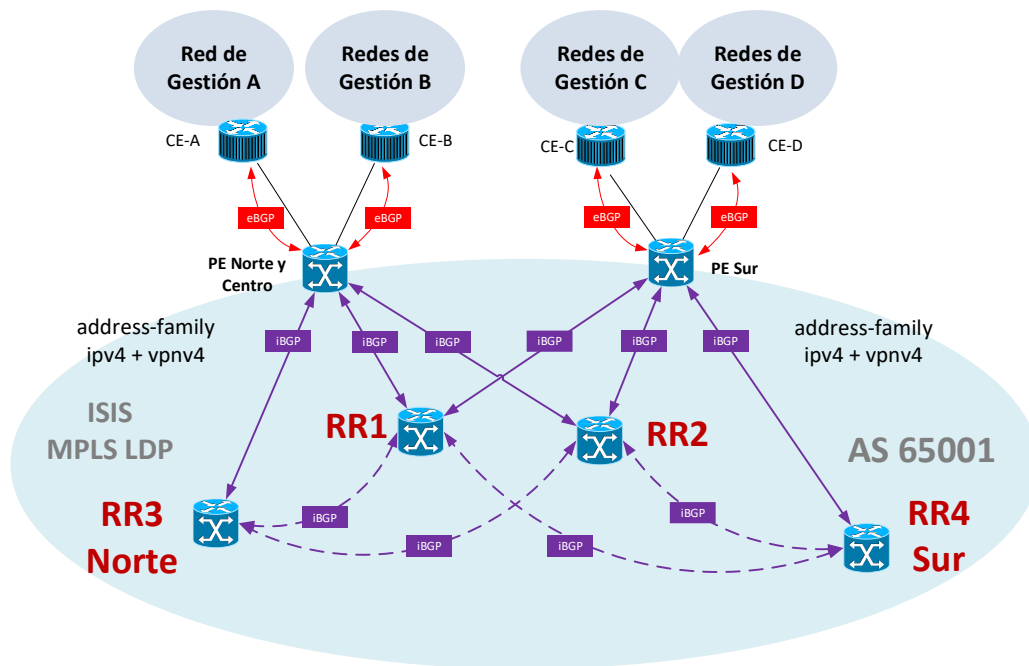 Red de
Gestión A
Redes de
Gestión B
Redes de
Gestión C
Redes de
Gestión D
CE-A
CE-B
CE-C
CE-D
eBGP
eBGP
eBGP
eBGP
PE Norte y
Centro
PE Sur
address-family
ipv4 + vpnv4
address-family
ipv4 + vpnv4
iBGP
iBGP
iBGP
iBGP
iBGP
iBGP
ISIS
MPLS LDP
RR1
RR2
AS 65001
RR3
Norte
iBGP
iBGP
iBGP
iBGP
RR4
Sur